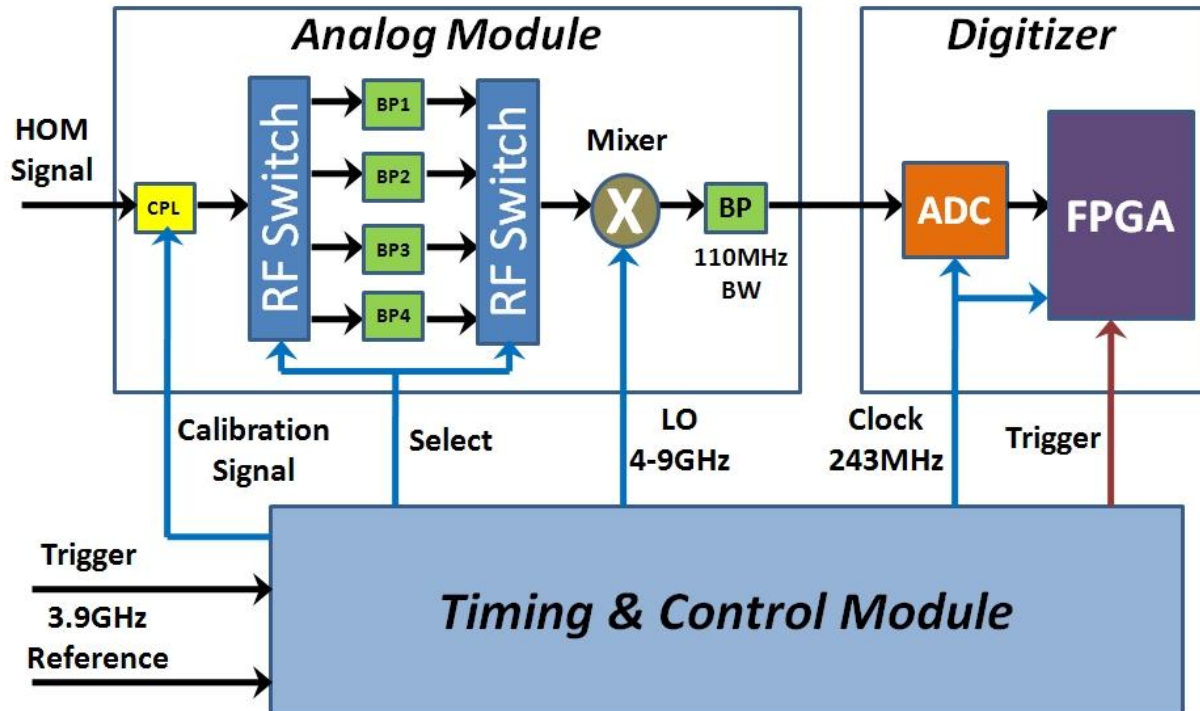 Analog Module
Digitizer
HOM
Signal
CPL
RF Switch
BP1
BP2
BP3
BP4
RF Switch
Mixer
X
BP
110MHz
BW
ADC
FPGA
Calibration
Signal
Select
LO
4-9GHz
Clock
243MHz
Trigger
Trigger
3.9GHz
Reference
Timing & Control Module